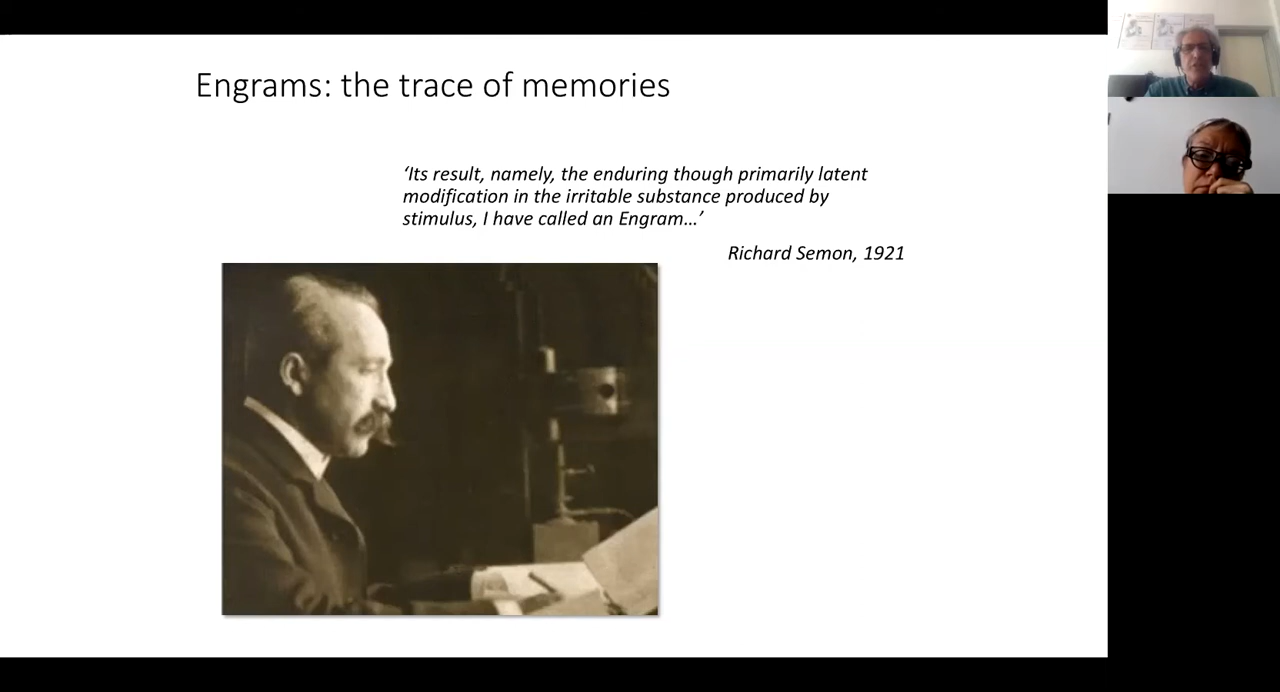 Engrams: the trace of memories
‘Its result, namely, the enduring though primarily latent
modification in the irritable substance produced by
stimulus, I have called an Engram…’
Richard Semon, 1921